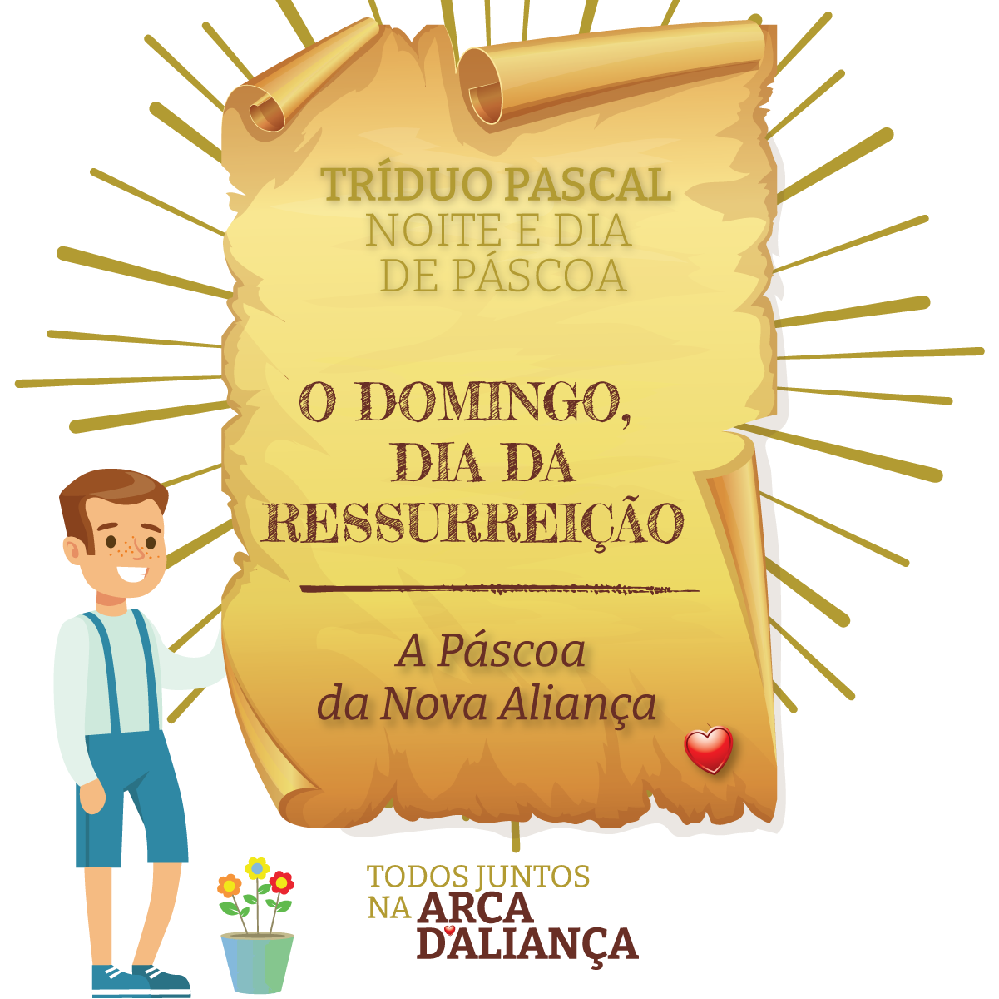 TRÍDUO PASCAL
NOITE E DIA
DE PÁSCOA
O DOMINGO,
DIA DA
RESSURREIÇÃO
A Páscoa
da Nova Aliança
TODOS JUNTOS
NA ARCA
D'ALIANÇA